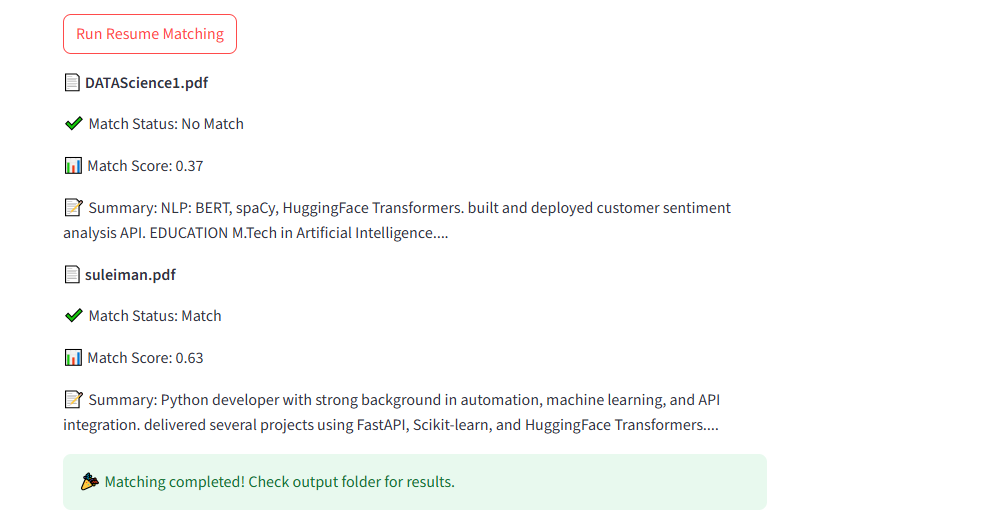 Run Resume Matching
DATAScience1.pdf
Match Status: No Match
Match Score: 0.37
Summary: NLP: BERT, spaCy, HuggingFace Transformers. built and deployed customer sentiment
analysis API. EDUCATION M.Tech in Artificial Intelligence....
suleiman.pdf
Match Status: Match
Match Score: 0.63
Summary: Python developer with strong background in automation, machine learning, and API
integration. delivered several projects using FastAPI, Scikit-learn, and HuggingFace Transformers....
Matching completed! Check output folder for results.